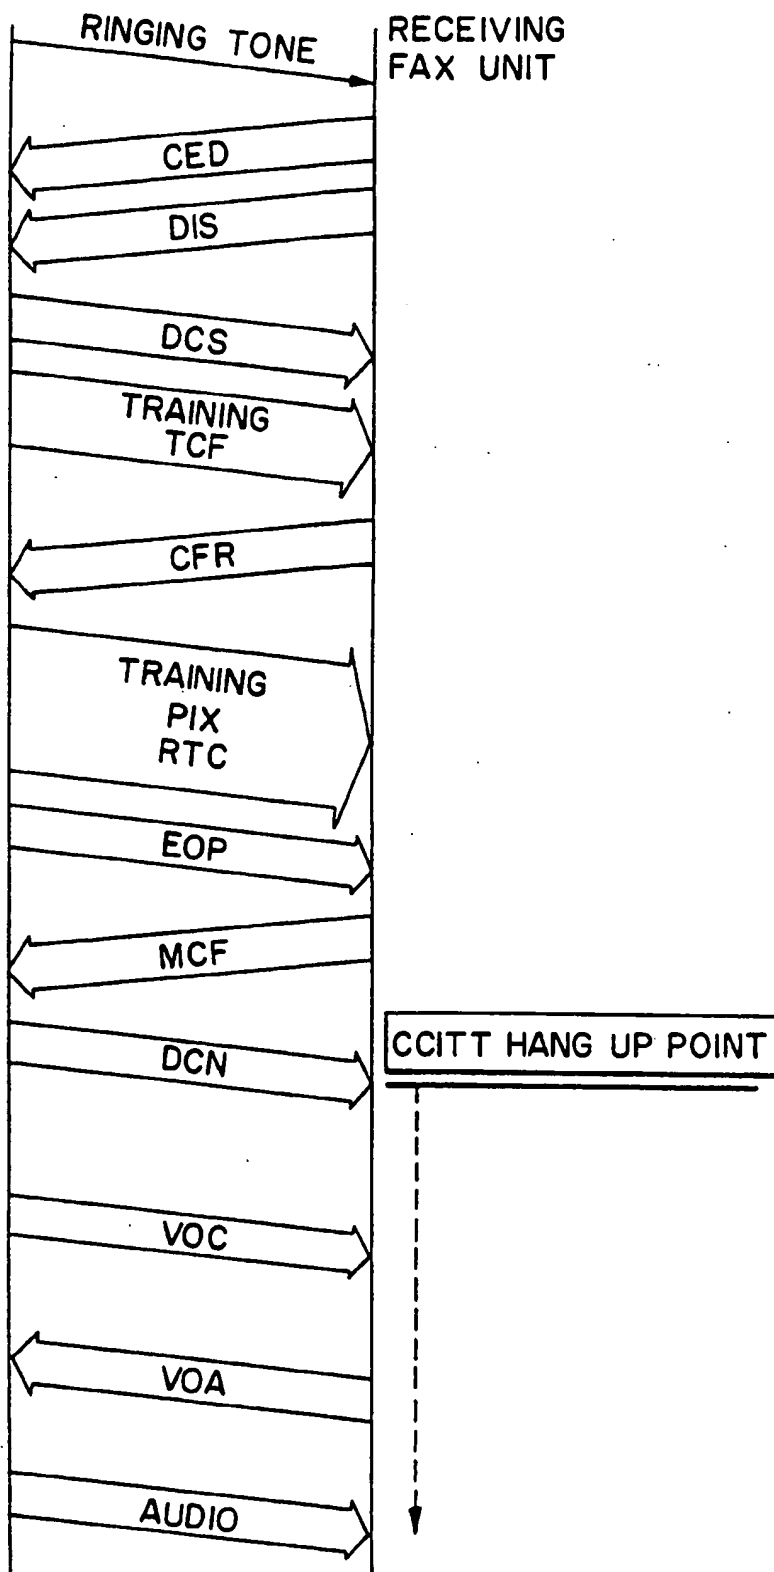 RINGING TONE
RECEIVING
FAX UNIT
CED
DIS
DCS
TRAINING
TCF
CFR
TRAINING
PIX
RTC
EOP
MCF
CCITT HANG UP POINT
DCN
VOC
VOA
AUDIO